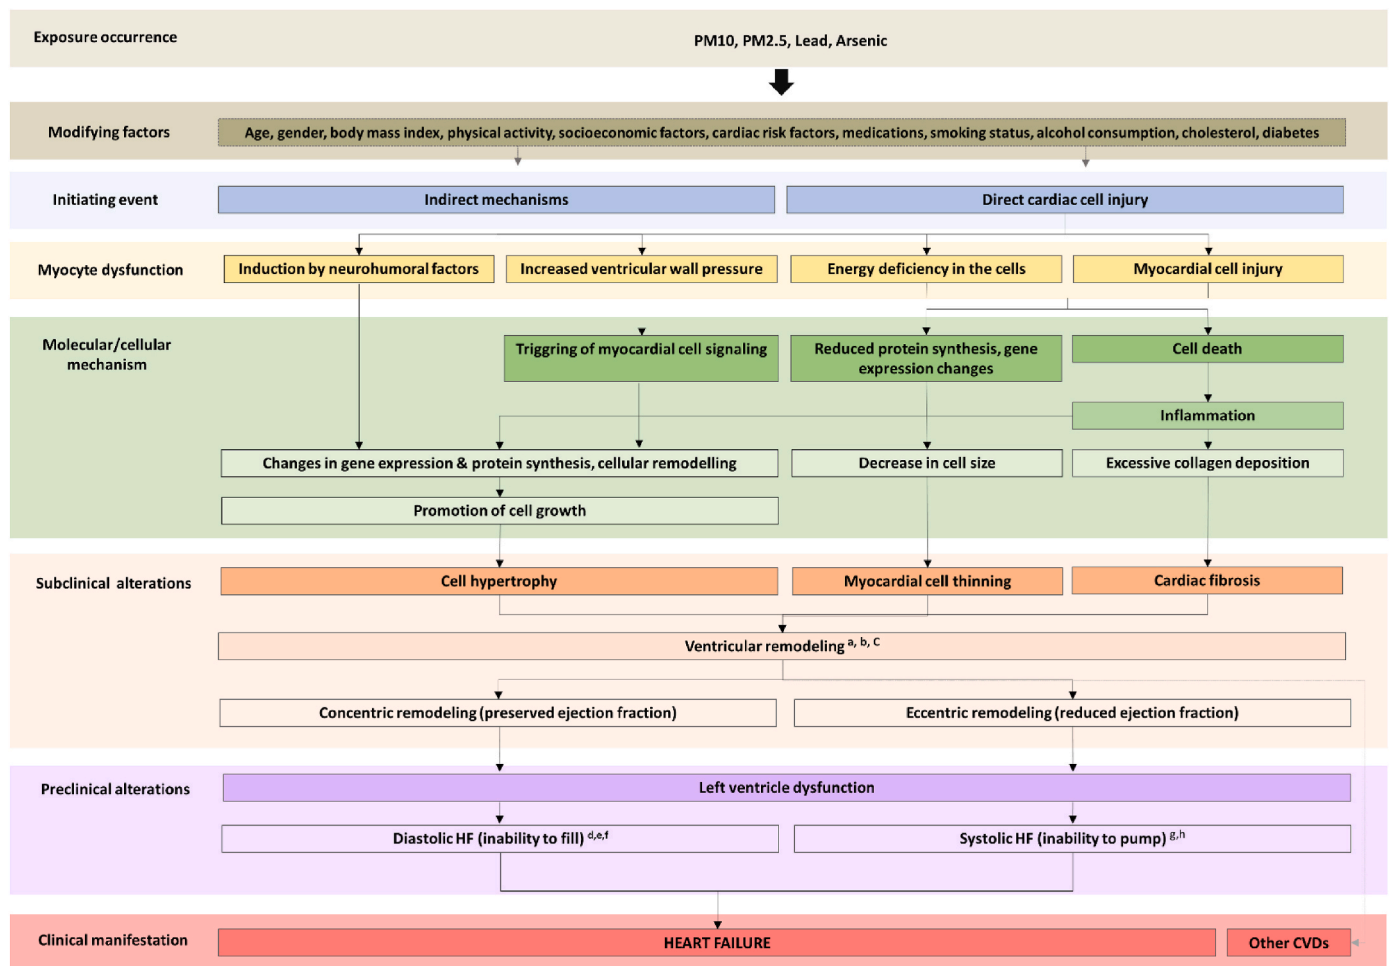 Exposure occurrence
PM10, PM2.5, Lead, Arsenic
Modifying factors
Age, gender, body mass index, physical activity, socioeconomic factors, cardiac risk factors, medications, smoking status, alcohol consumption, cholesterol, diabetes
Initiating event
Indirect mechanisms
Direct cardiac cell injury
Myocyte dysfunction
Induction by neurohumoral factors
Increased ventricular wall pressure
Energy deficiency in the cells
Myocardial cell injury
Molecular/cellular
mechanism
Triggring of myocardial cell signaling
Reduced protein synthesis, gene
expression changes
Cell death
Inflammation
Changes in gene expression & protein synthesis, cellular remodelling
Decrease in cell size
Excessive collagen deposition
Promotion of cell growth
Subclinical alterations
Cell hypertrophy
Myocardial cell thinning
Cardiac fibrosis
Ventricular remodeling a, b, C
Concentric remodeling (preserved ejection fraction)
Eccentric remodeling (reduced ejection fraction)
Preclinical alterations
Left ventricle dysfunction
Diastolic HF (inability to fill) d,e,f
Systolic HF (inability to pump) g,h
Clinical manifestation
HEART FAILURE
Other CVDs